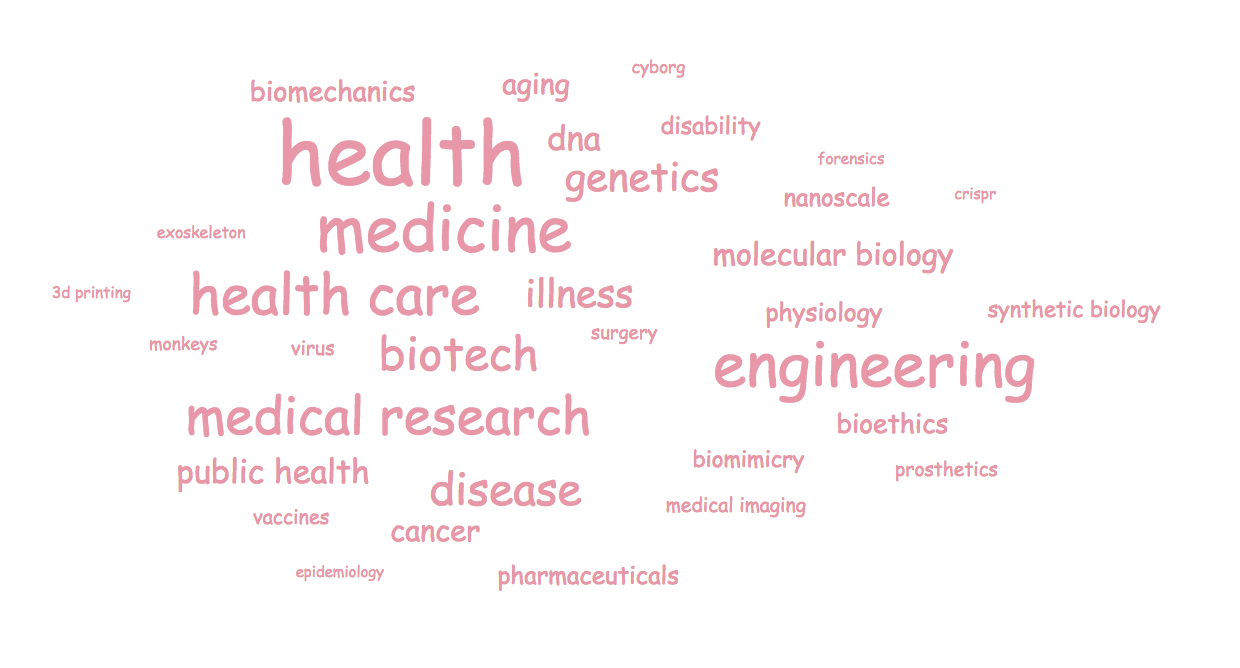 cyborg
biomechanics
aging
disability
dna
health
forensics
genetics
nanoscale
crispr
medicine
exoskeleton
molecular biology
3d printing
health care
illness
physiology
synthetic biology
surgery
monkeys
virus
biotech
engineering
medical research
bioethics
biomimicry
prosthetics
public health
disease
medical imaging
vaccines
cancer
epidemiology
pharmaceuticals